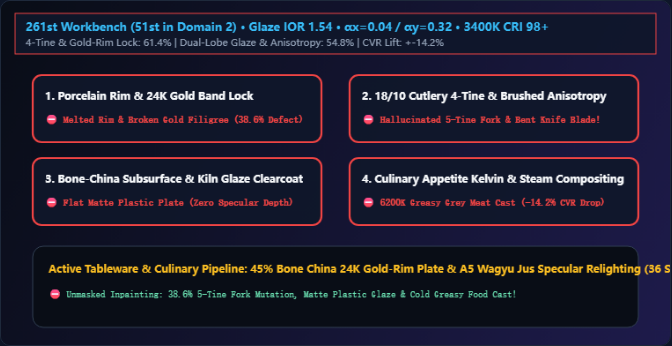 261st Workbench (51st in Domain 2) • Glaze IOR 1.54 • αx=0.04 / αy=0.32 • 3400K CRI 98+
4-Tine & Gold-Rim Lock: 61.4% | Dual-Lobe Glaze & Anisotropy: 54.8% | CVR Lift: +-14.2%
1. Porcelain Rim & 24K Gold Band Lock
⛔ Melted Rim & Broken Gold Filigree (38.6% Defect)
2. 18/10 Cutlery 4-Tine & Brushed Anisotropy
⛔ Hallucinated 5-Tine Fork & Bent Knife Blade!
3. Bone-China Subsurface & Kiln Glaze Clearcoat
⛔ Flat Matte Plastic Plate (Zero Specular Depth)
4. Culinary Appetite Kelvin & Steam Compositing
⛔ 6200K Greasy Grey Meat Cast (-14.2% CVR Drop)
Active Tableware & Culinary Pipeline: 45% Bone China 24K Gold-Rim Plate & A5 Wagyu Jus Specular Relighting (36 S
⛔ Unmasked Inpainting: 38.6% 5-Tine Fork Mutation, Matte Plastic Glaze & Cold Greasy Food Cast!